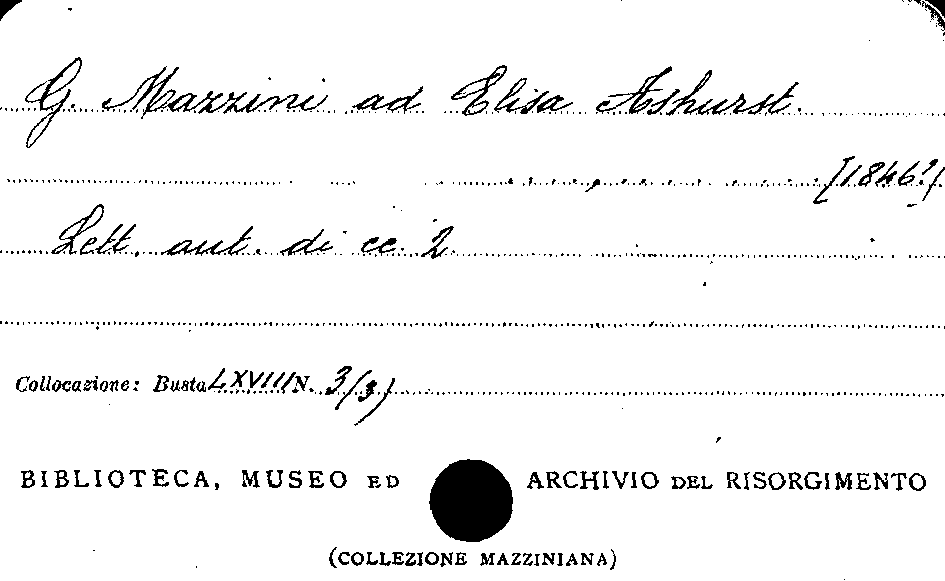 G. Mazzini ad Elisa Ashurst.
[1846?]
Lett. aut. di cc. 2
Collocazione: Busta LXVIII N. 3/(3)
BIBLIOTECA, MUSEO ED ARCHIVIO DEL RISORGIMENTO
(COLLEZIONE MAZZINIANA)